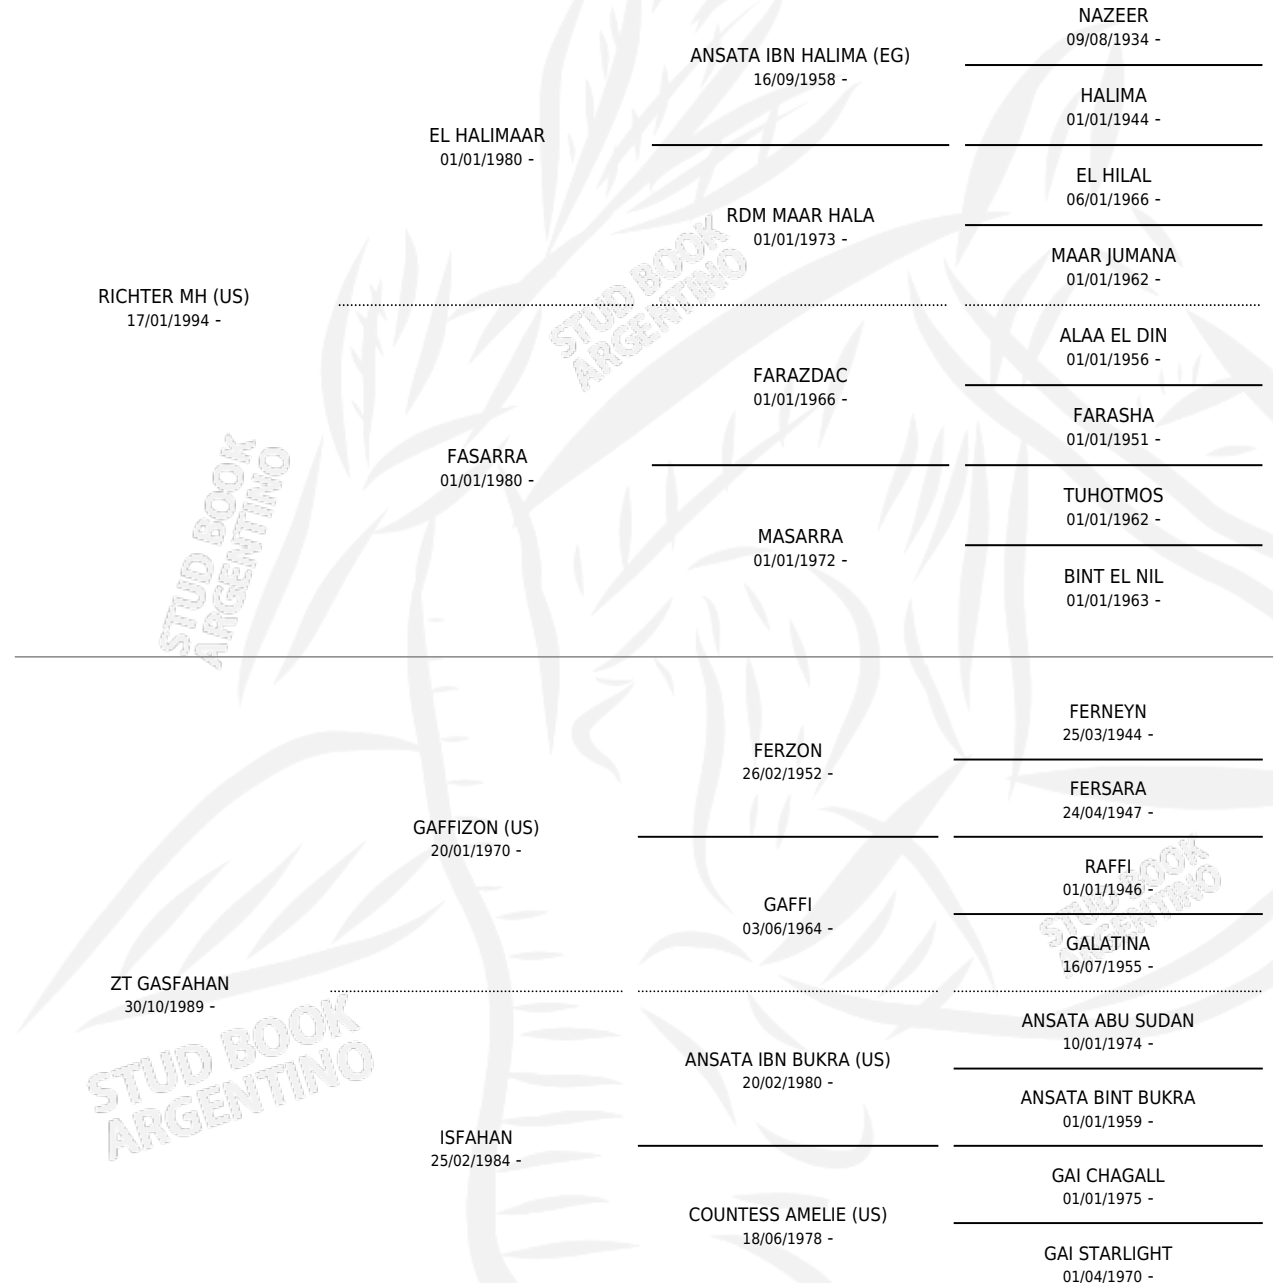 NAZEER
09/08/1934 -
ANSATA IBN HALIMA (EG)
16/09/1958 -
HALIMA
01/01/1944 -
EL HALIMAAR
01/01/1980 -
EL HILAL
06/01/1966 -
RDM MAAR HALA
01/01/1973 -
MAAR JUMANA
01/01/1962 -
RICHTER MH (US)
17/01/1994 -
ALAA EL DIN
01/01/1956 -
FARAZDAC
01/01/1966 -
FARASHA
01/01/1951 -
FASARRA
01/01/1980 -
TUHOTMOS
01/01/1962 -
MASARRA
01/01/1972 -
BINT EL NIL
01/01/1963 -
STUD BOOK
ARGENTINO
STUD BOOK
ARGENTINO
FERNEYN
25/03/1944 -
FERZON
26/02/1952 -
FERSARA
24/04/1947 -
GAFFIZON (US)
20/01/1970 -
RAFFI
01/01/1946 -
GAFFI
03/06/1964 -
GALATINA
16/07/1955 -
ZT GASFAHAN
30/10/1989 -
ANSATA ABU SUDAN
10/01/1974 -
ANSATA IBN BUKRA (US)
20/02/1980 -
ANSATA BINT BUKRA
01/01/1959 -
ISFAHAN
25/02/1984 -
GAI CHAGALL
01/01/1975 -
COUNTESS AMELIE (US)
18/06/1978 -
GAI STARLIGHT
01/04/1970 -
STUD BOOK
ARGENTINO
STUD BOOK
ARGENTINO